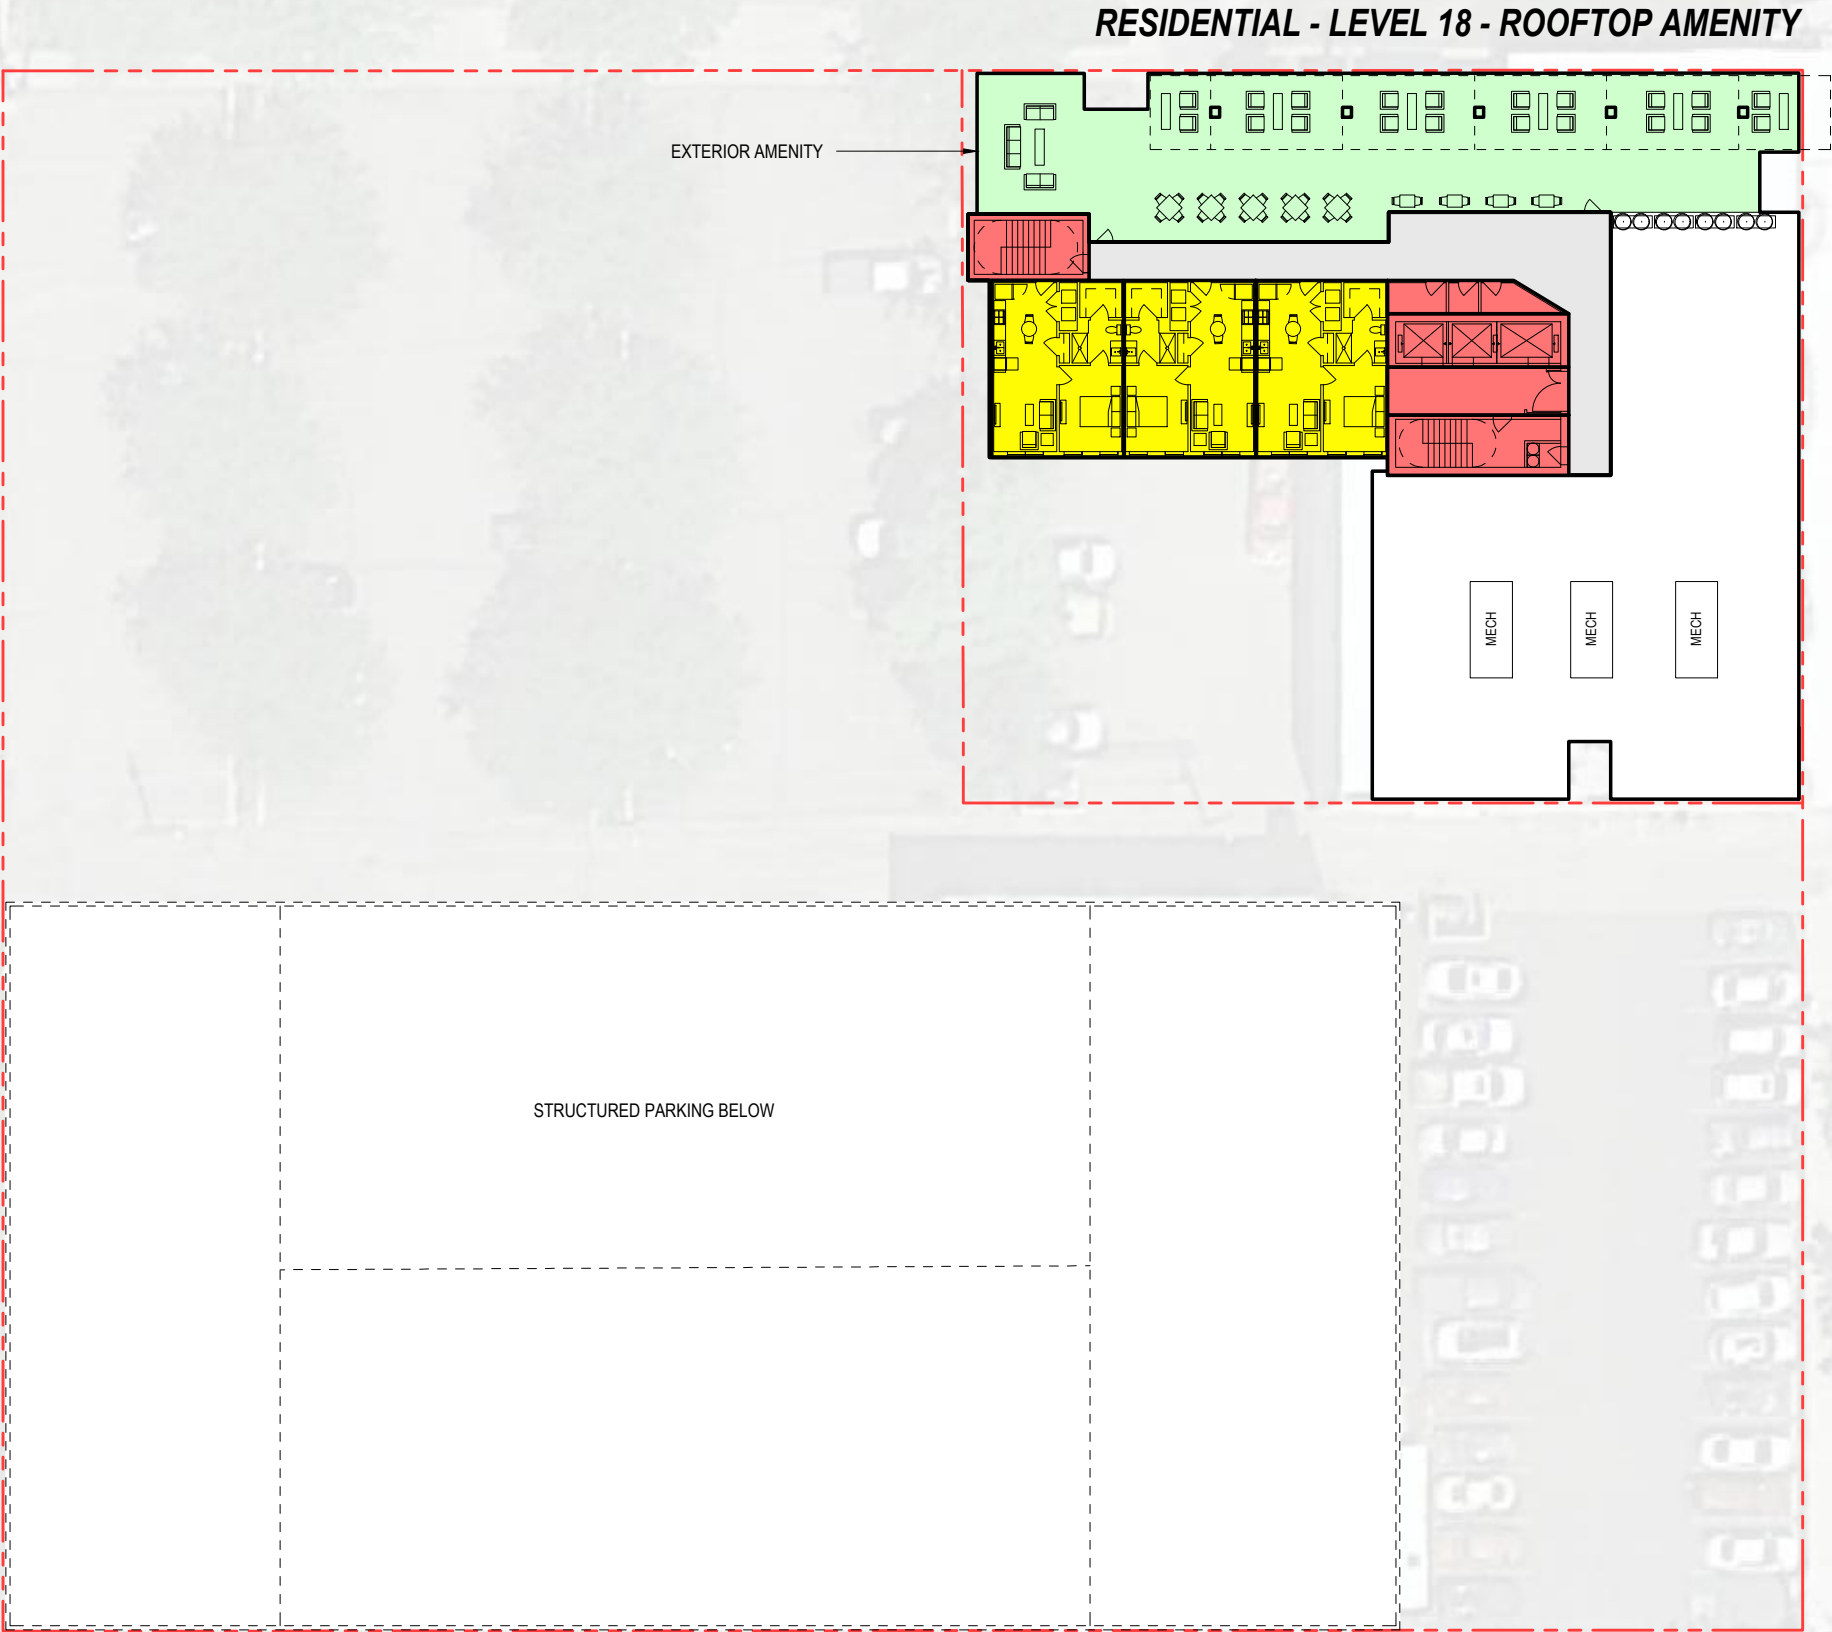 RESIDENTIAL - LEVEL 18 - ROOFTOP AMENITY
EXTERIOR AMENITY
MECH
MECH
MECH
STRUCTURED PARKING BELOW